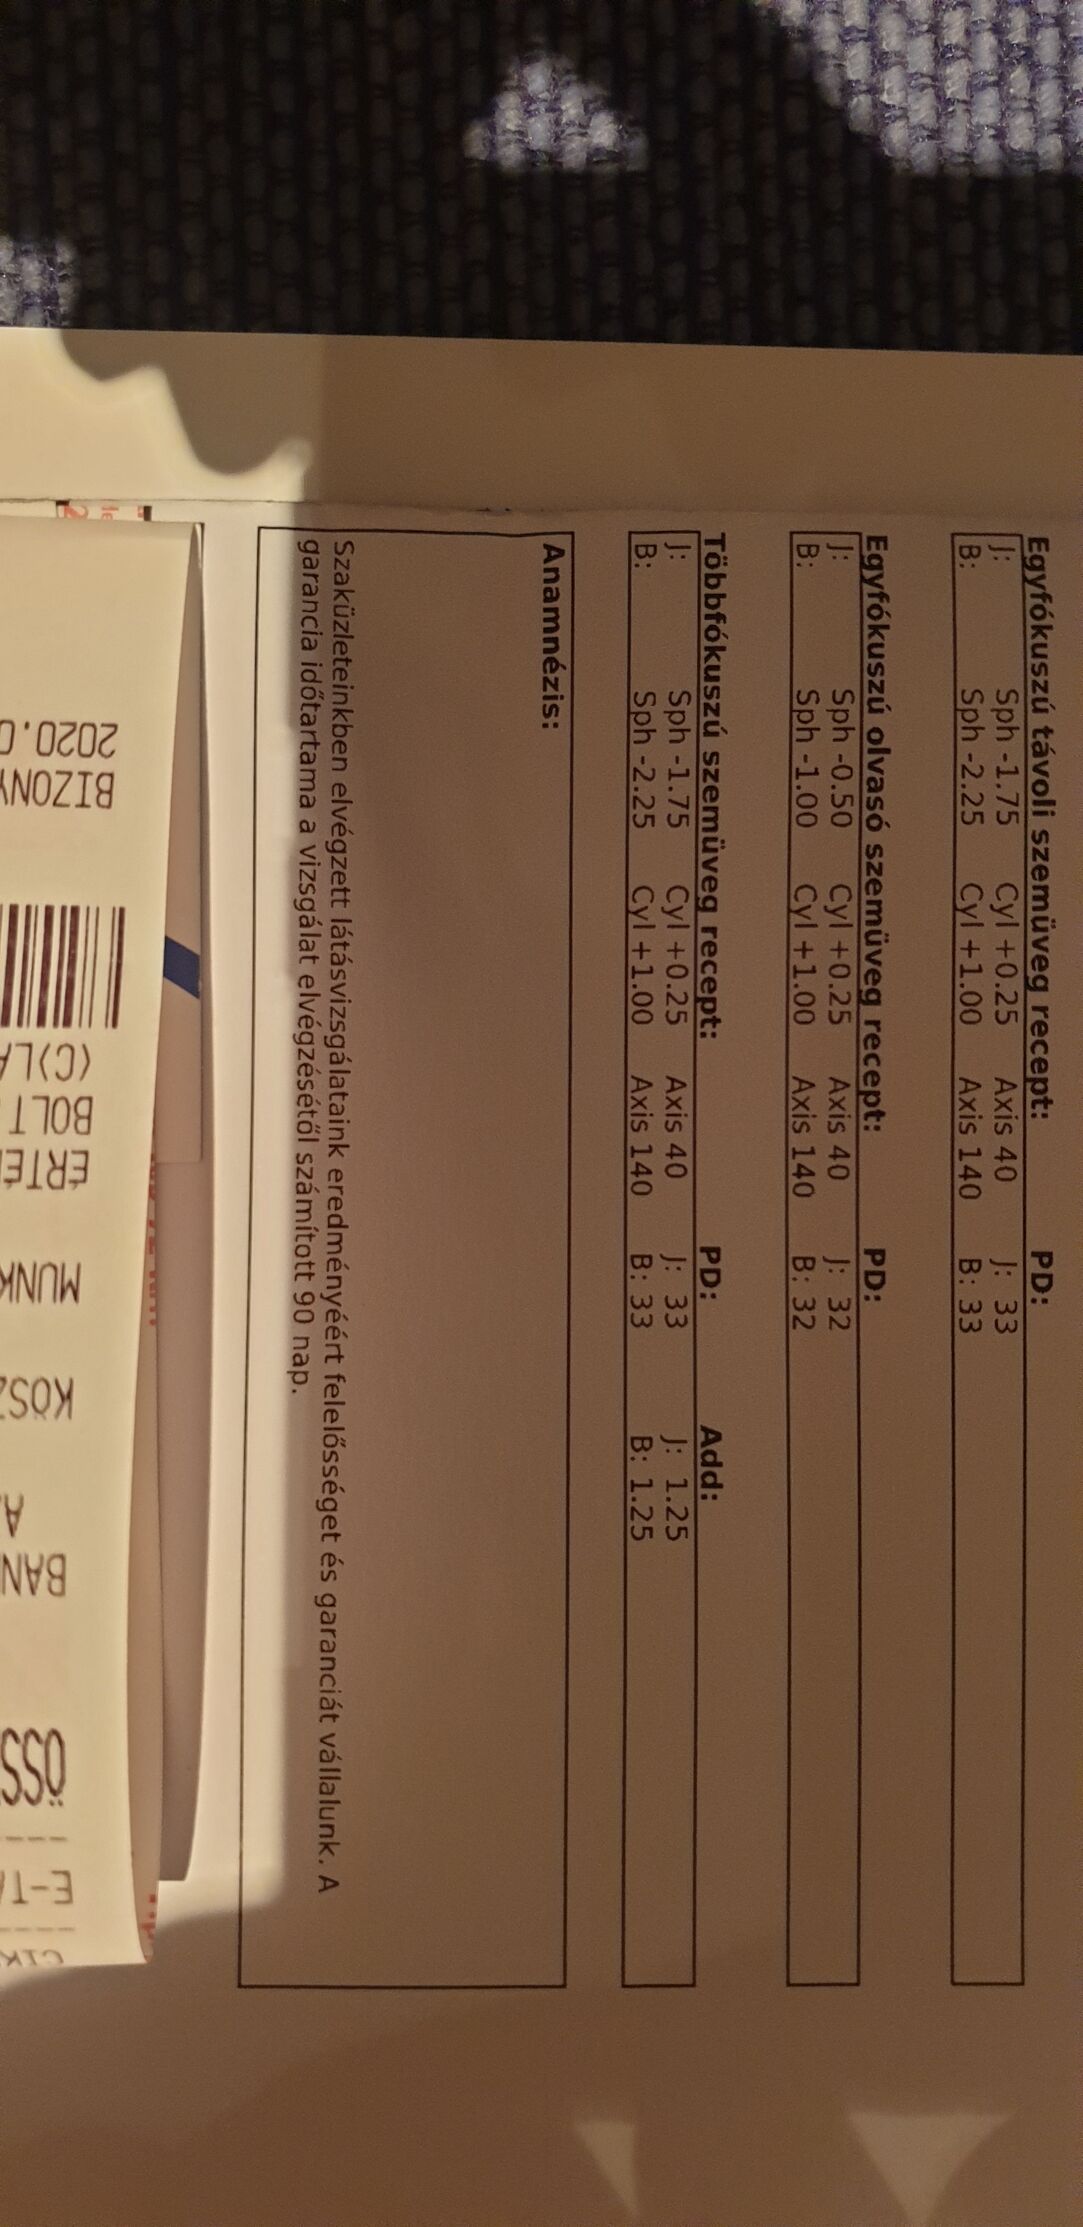 Egyfókuszú távoli szemüveg recept: PD:
J: Sph -1.75 Cyl +0.25 Axis 40 J: 33
B: Sph -2.25 Cyl +1.00 Axis 140 B: 33
Egyfókuszú olvasó szemüveg recept: PD:
J: Sph -0.50 Cyl +0.25 Axis 40 J: 32
B: Sph -1.00 Cyl +1.00 Axis 140 B: 32
Többfókuszú szemüveg recept: PD: Add:
J: Sph -1.75 Cyl +0.25 Axis 40 J: 33 J: 1.25
B: Sph -2.25 Cyl +1.00 Axis 140 B: 33 B: 1.25
Anamnézis:
Szaküzleteinkben elvégzett látásvizsgálataink eredményéért felelősséget és garanciát vállalunk. A
garancia időtartama a vizsgálat elvégzésétől számított 90 nap.
E-TA
ÖSS
BAN
A
KÖSZ
MUNK
ÉRTÉ
BOLT
(C)LA
BIZONY
2020.0